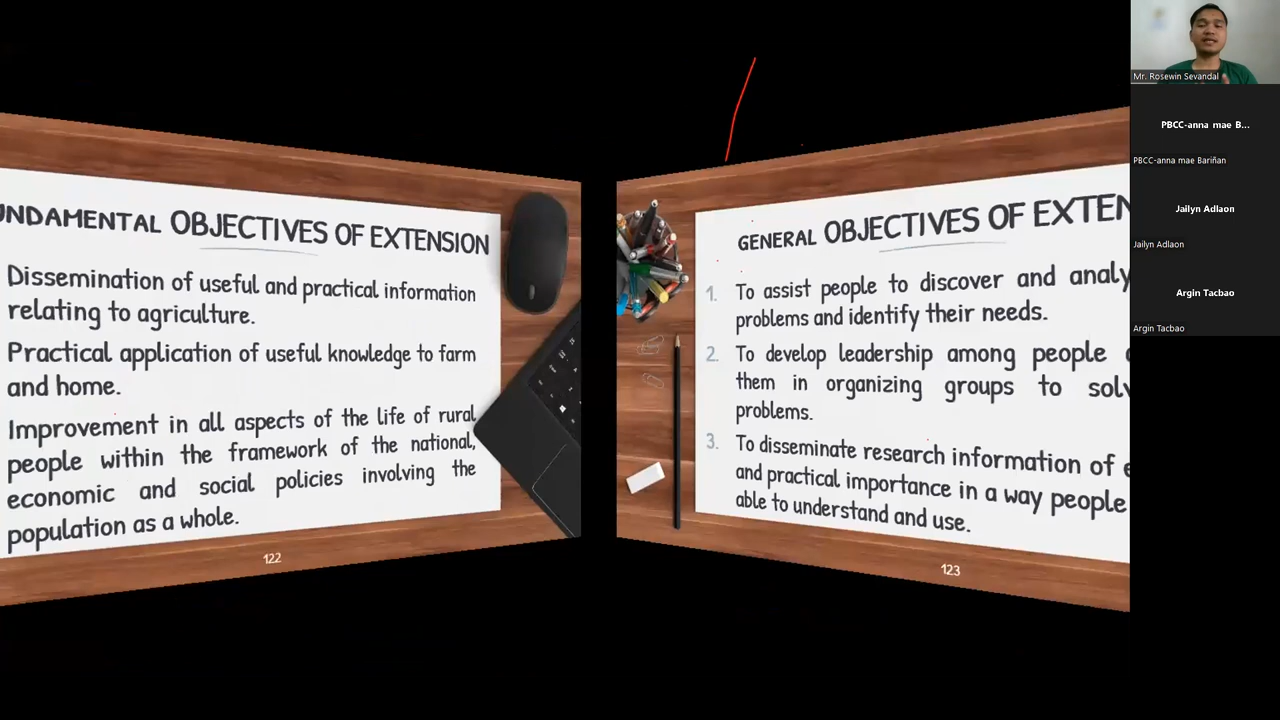 UNDAMENTAL OBJECTIVES OF EXTENSION
Dissemination of useful and practical information
relating to agriculture.
Practical application of useful knowledge to farm
and home.
Improvement in all aspects of the life of rural
people within the framework of the national,
economic and social policies involving the
population as a whole.
122
GENERAL OBJECTIVES OF EXTEN
1. To assist people to discover and analy
problems and identify their needs.
2. To develop leadership among people
them in organizing groups to solv
problems.
3. To disseminate research information of e
and practical importance in a way people
able to understand and use.
123
Mr. Rosewin Sevandal
PBCC-anna mae B...
PBCC-anna mae Bariñan
Jailyn Adlaon
Jailyn Adlaon
Argin Tacbao
Argin Tacbao